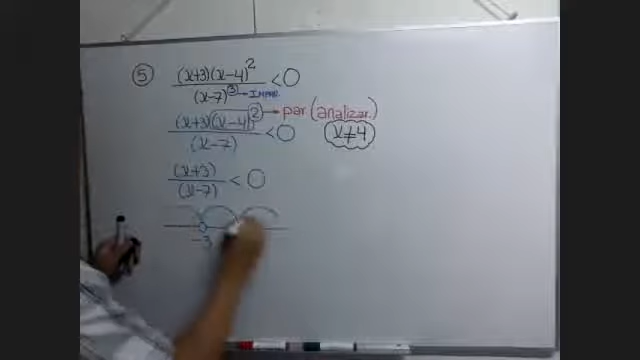 ⑤ (x+3)(x-4)² / (x-7)³ < 0 → IMPAR
(x+3)(x-4)² / (x-7) < 0 → par (analizar) x≠4
(x+3) / (x-7) < 0
-3